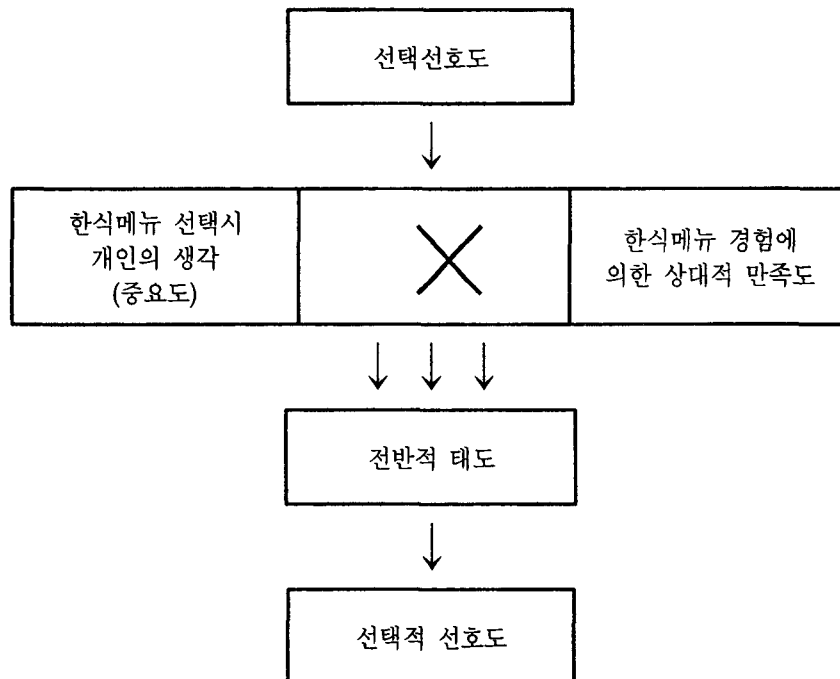 선택선호도
한식메뉴 선택시
개인의 생각
(중요도)
한식메뉴 경험에
의한 상대적 만족도
전반적 태도
선택적 선호도